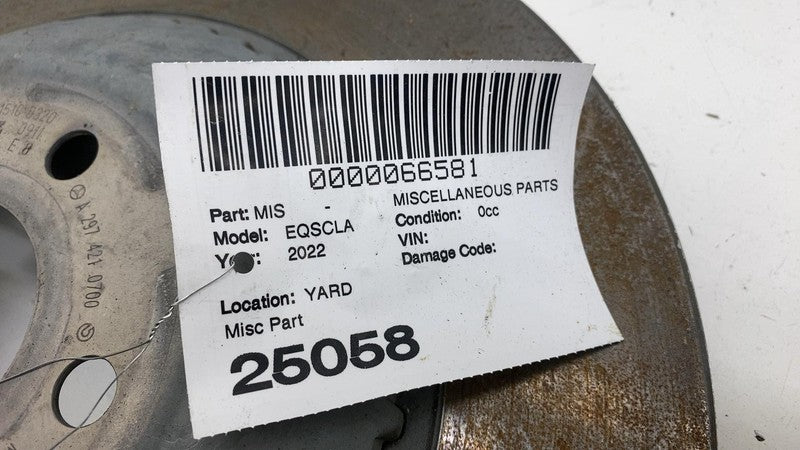 0000066581
Part: MIS - MISCELLANEOUS PARTS
Model: EQSCLA Condition: 0cc
Year: 2022 VIN:
Damage Code:
Location: YARD
Misc Part
25058
A 297 421 0700